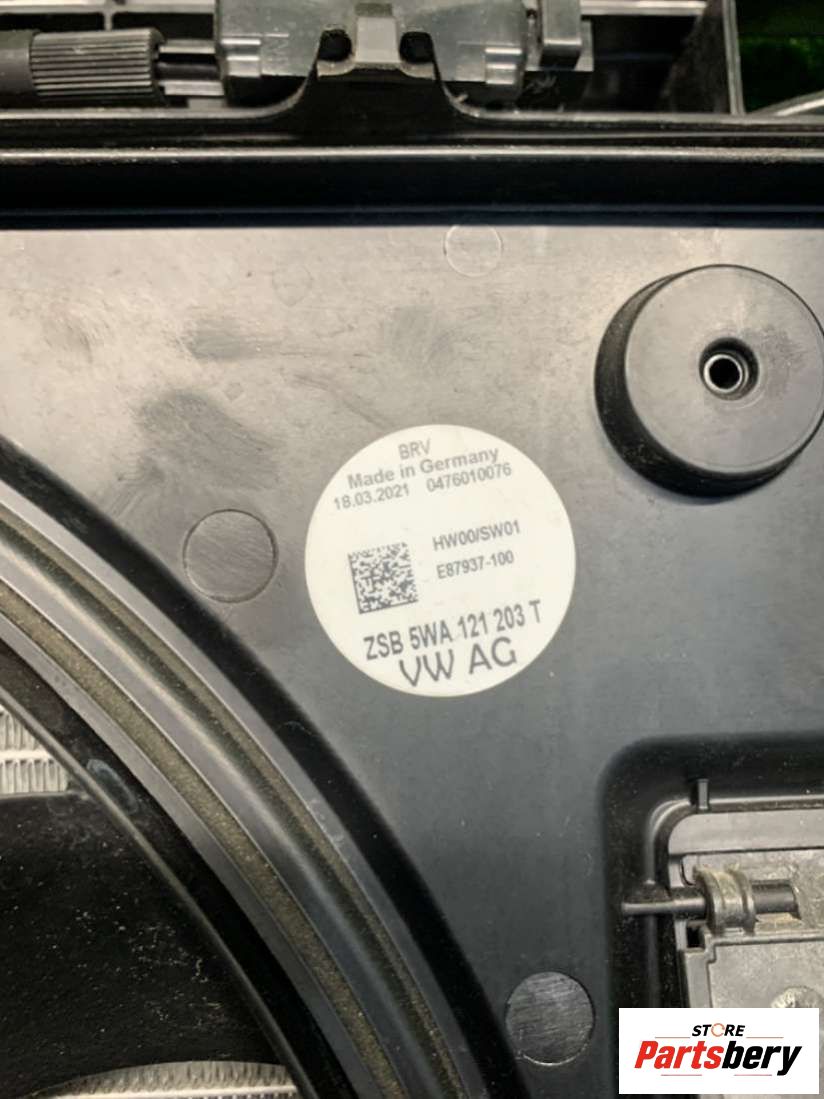 BRV
Made in Germany
18.03.2021 0476010076
HW00/SW01
E87937-100
ZSB 5WA 121 203 T
VW AG
STORE
Partsbery